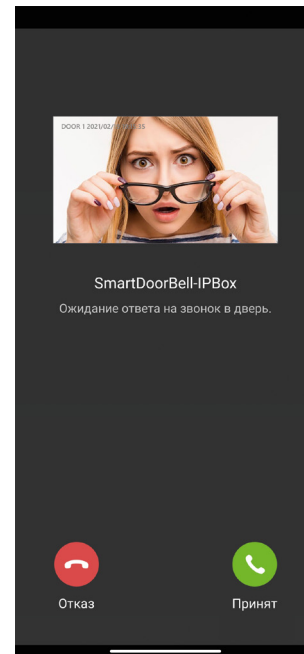 DOOR 1 2021/02/
SmartDoorBell-IPBox
Ожидание ответа на звонок в дверь.
Отказ
Принят